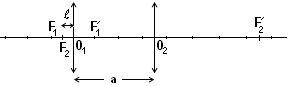 ℓ
F₁ F₁′ F₂′
F₂ O₁ O₂
a